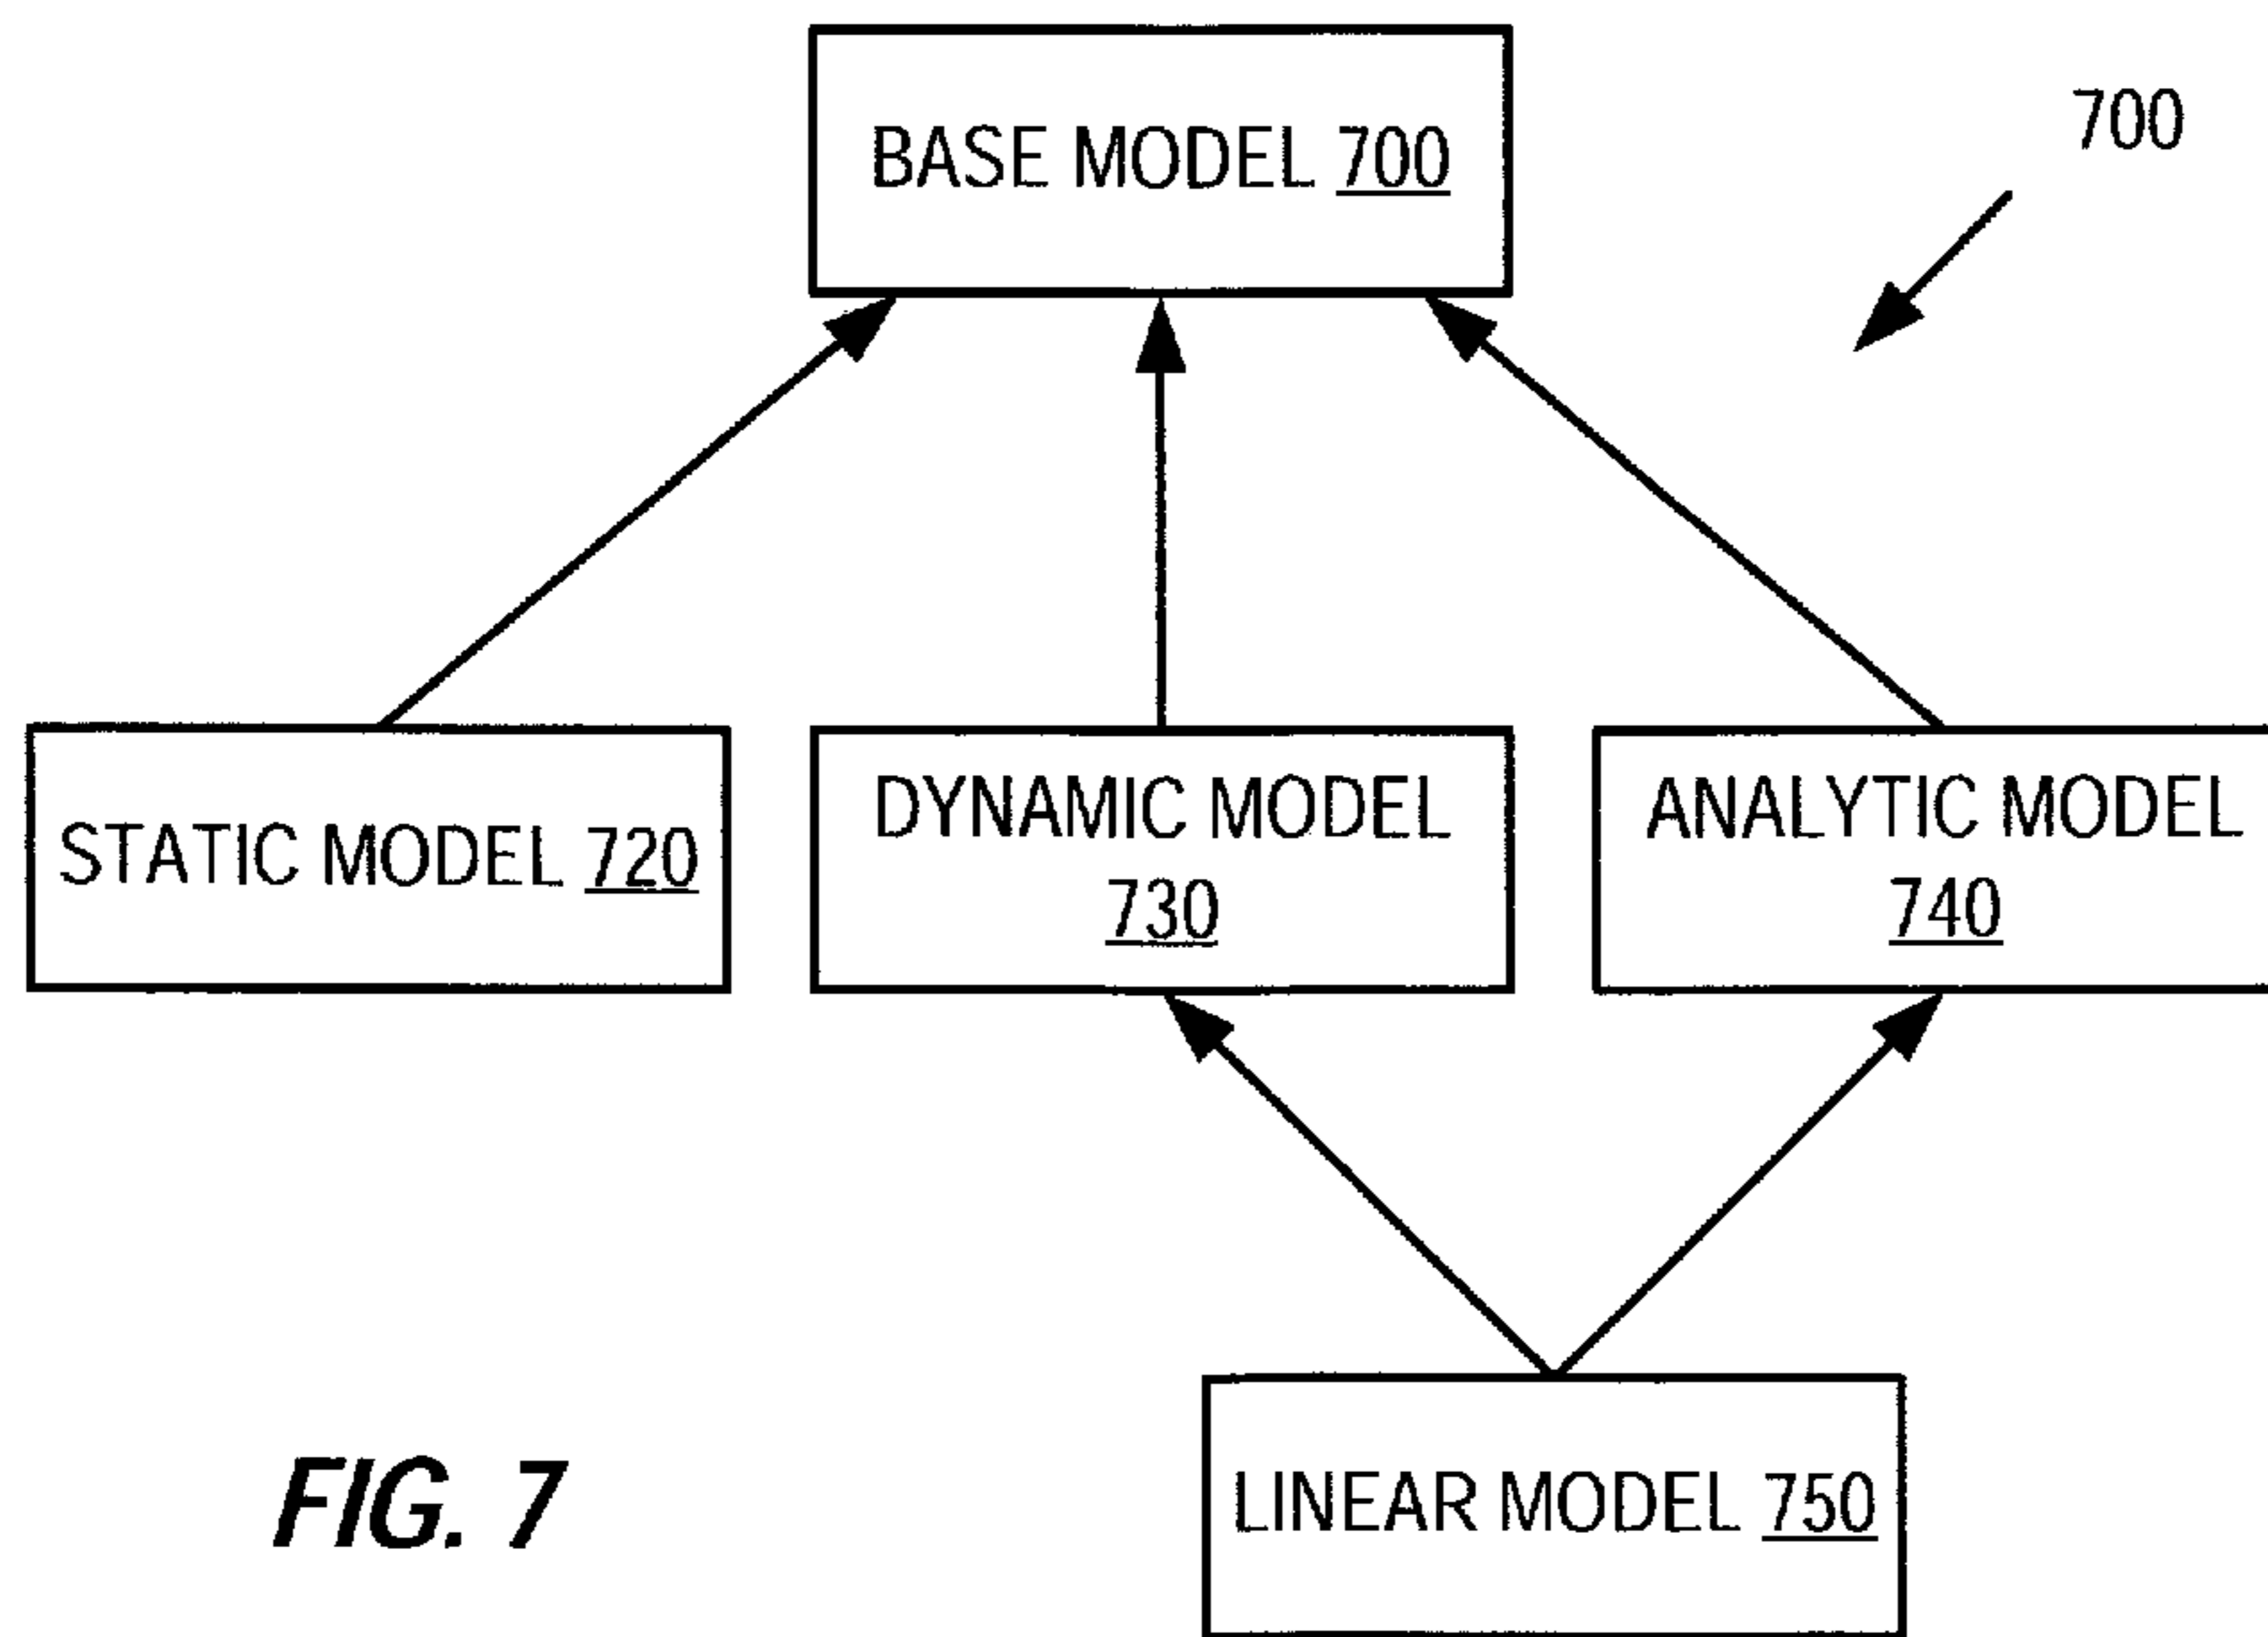 BASE MODEL 700
700
STATIC MODEL 720
DYNAMIC MODEL
730
ANALYTIC MODEL
740
LINEAR MODEL 750
FIG. 7